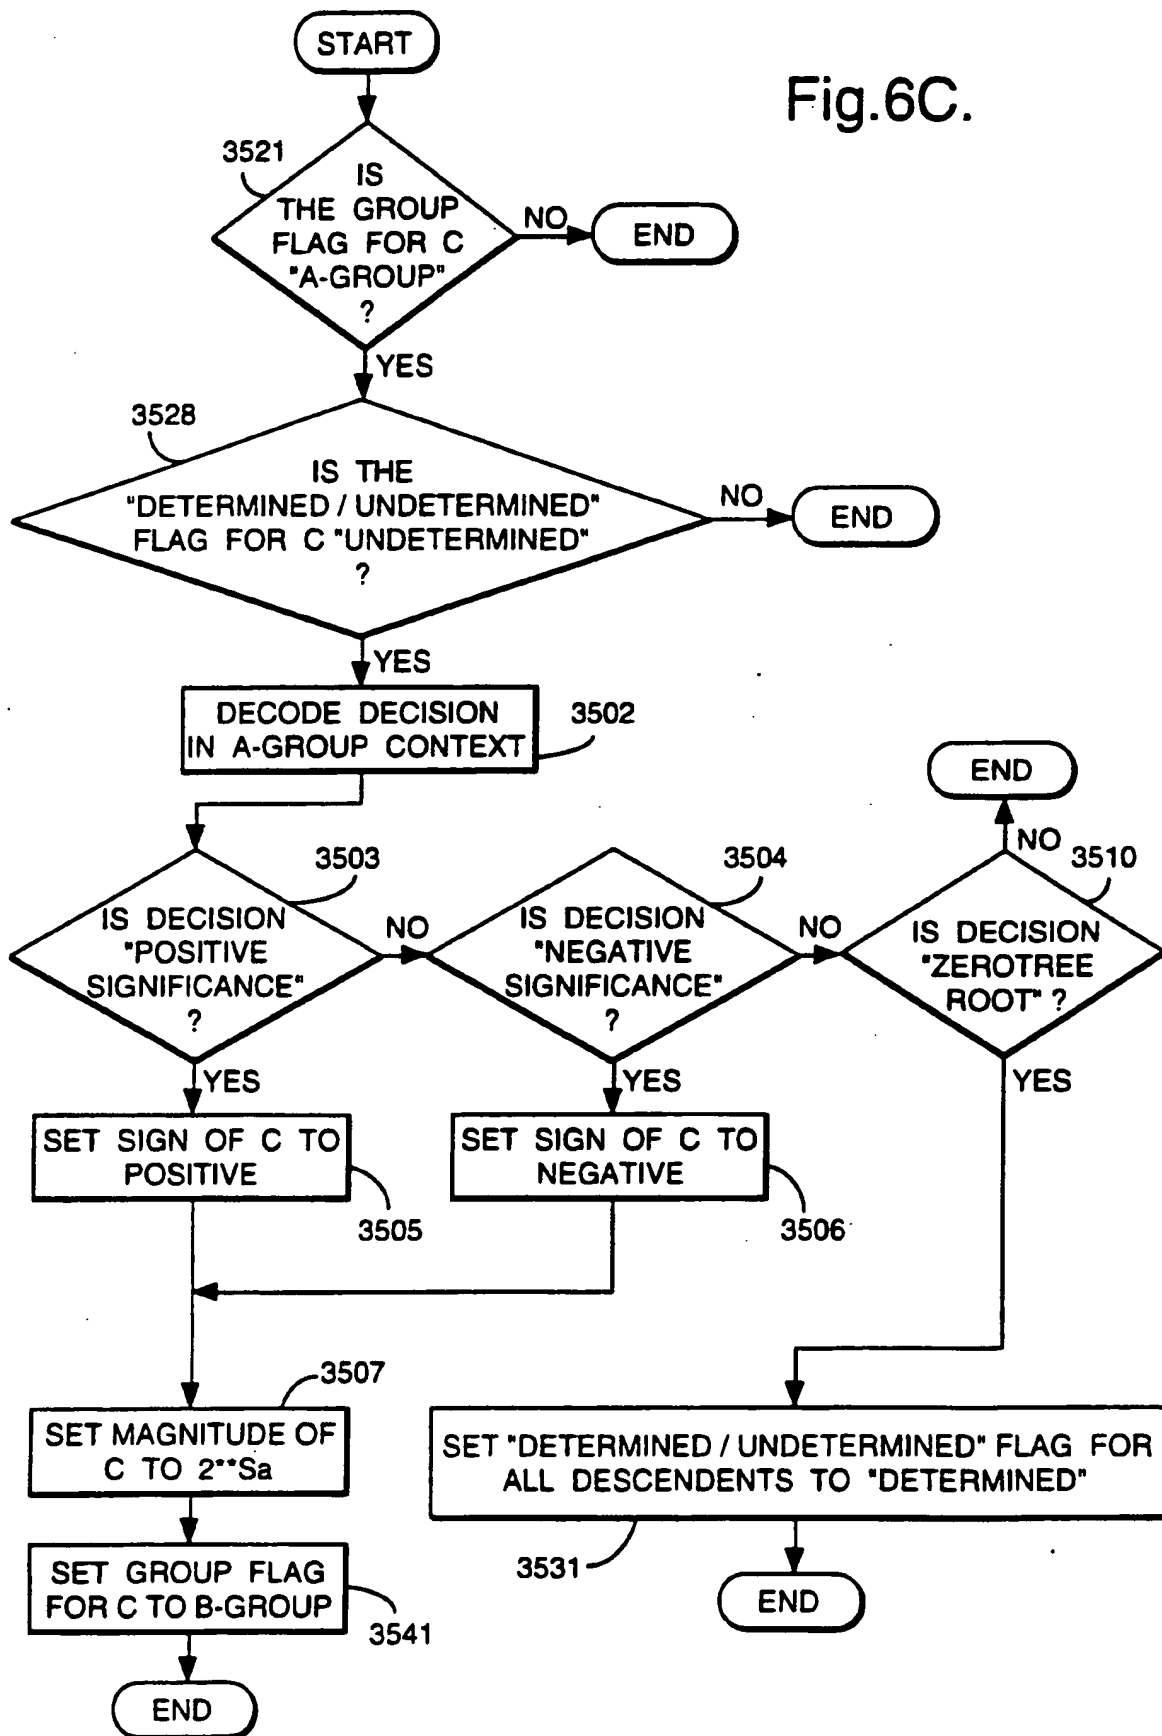 START
Fig.6C.
3521
IS
THE GROUP
FLAG FOR C
"A-GROUP"
?
NO
END
YES
3528
IS THE
"DETERMINED / UNDETERMINED"
FLAG FOR C "UNDETERMINED"
?
NO
END
YES
DECODE DECISION
IN A-GROUP CONTEXT
3502
END
NO
3503
IS DECISION
"POSITIVE
SIGNIFICANCE"
?
NO
3504
IS DECISION
"NEGATIVE
SIGNIFICANCE"
?
NO
3510
IS DECISION
"ZEROTREE
ROOT" ?
YES
YES
YES
SET SIGN OF C TO
POSITIVE
3505
SET SIGN OF C TO
NEGATIVE
3506
3507
SET MAGNITUDE OF
C TO 2**Sa
SET "DETERMINED / UNDETERMINED" FLAG FOR
ALL DESCENDENTS TO "DETERMINED"
3531
SET GROUP FLAG
FOR C TO B-GROUP
3541
END
END